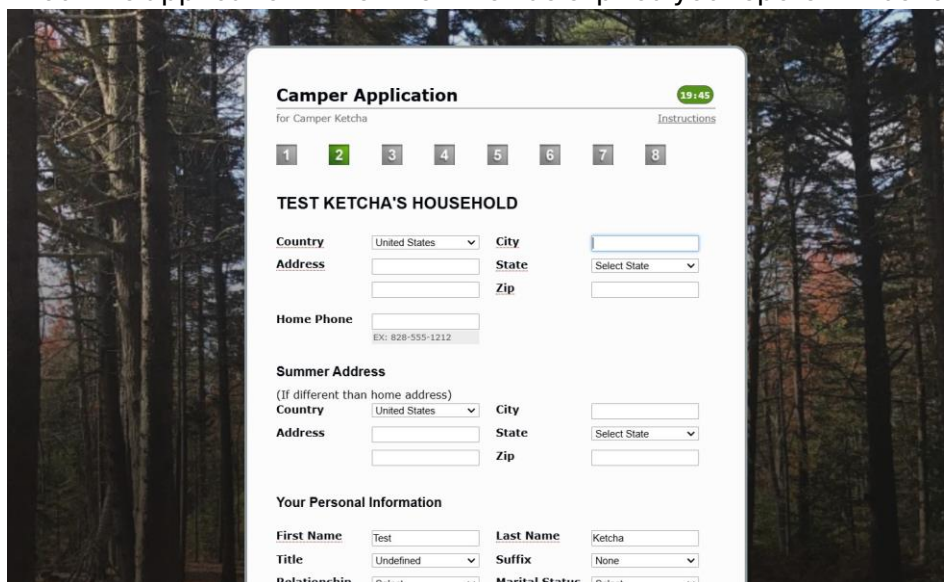 Camper Application 19:45
for Camper Ketcha Instructions
1 2 3 4 5 6 7 8
TEST KETCHA'S HOUSEHOLD
Country United States City
Address State Select State
Zip
Home Phone
EX: 828-555-1212
Summer Address
(If different than home address)
Country United States City
Address State Select State
Zip
Your Personal Information
First Name Test Last Name Ketcha
Title Undefined Suffix None
Relationship Marital Status